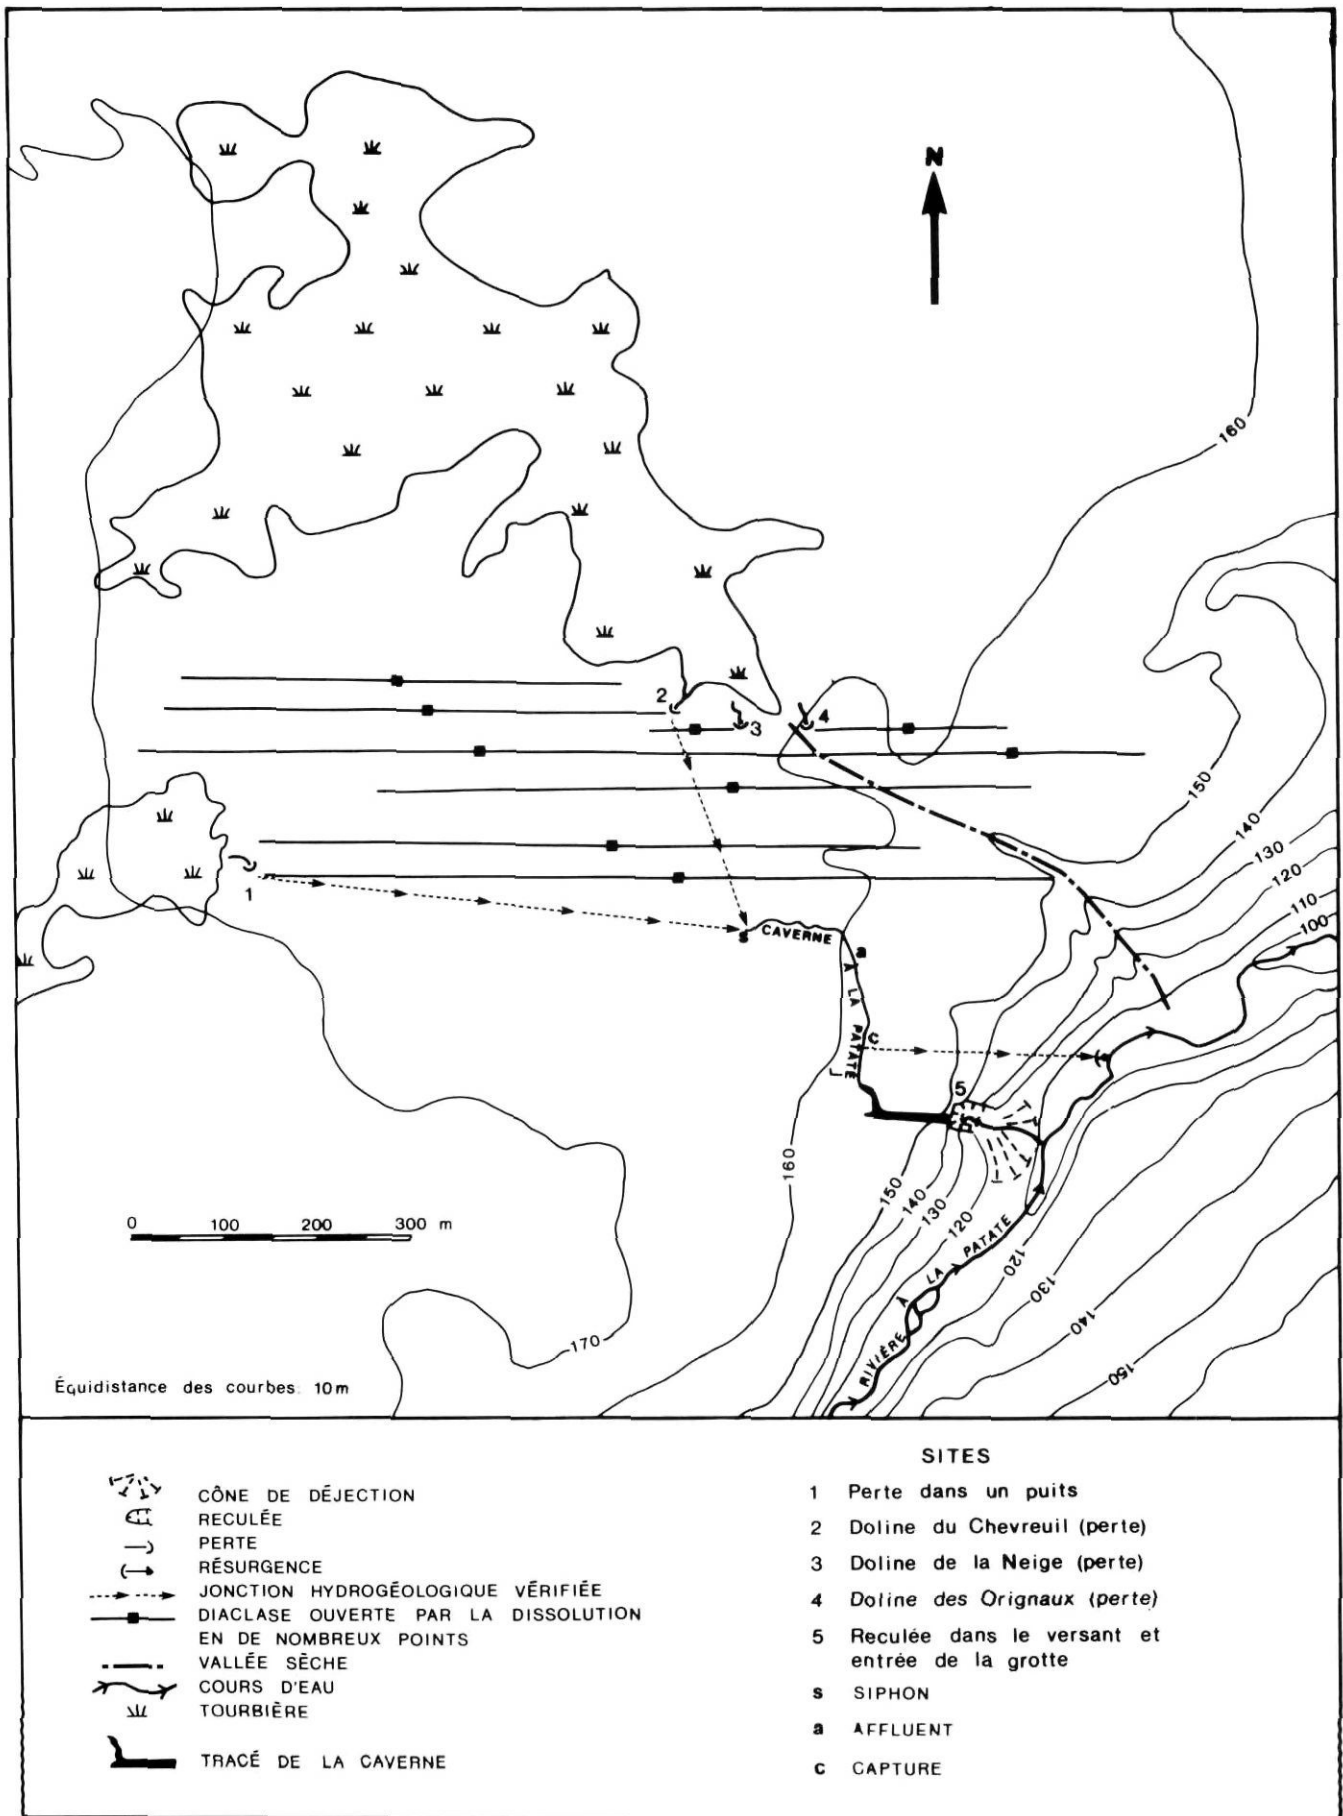 N
160
150
140
130
120
110
100
2
3
4
1
s
CAVERNE
a
À LA PATATE
c
5
160
150
140
130
120
RIVIÈRE À LA PATATE
120
130
140
150
170
0 100 200 300 m
Équidistance des courbes: 10 m
CÔNE DE DÉJECTION
RECULÉE
PERTE
RÉSURGENCE
JONCTION HYDROGÉOLOGIQUE VÉRIFIÉE
DIACLASE OUVERTE PAR LA DISSOLUTION
EN DE NOMBREUX POINTS
VALLÉE SÈCHE
COURS D'EAU
TOURBIÈRE
TRACÉ DE LA CAVERNE
SITES
1 Perte dans un puits
2 Doline du Chevreuil (perte)
3 Doline de la Neige (perte)
4 Doline des Orignaux (perte)
5 Reculée dans le versant et
entrée de la grotte
s SIPHON
a AFFLUENT
c CAPTURE